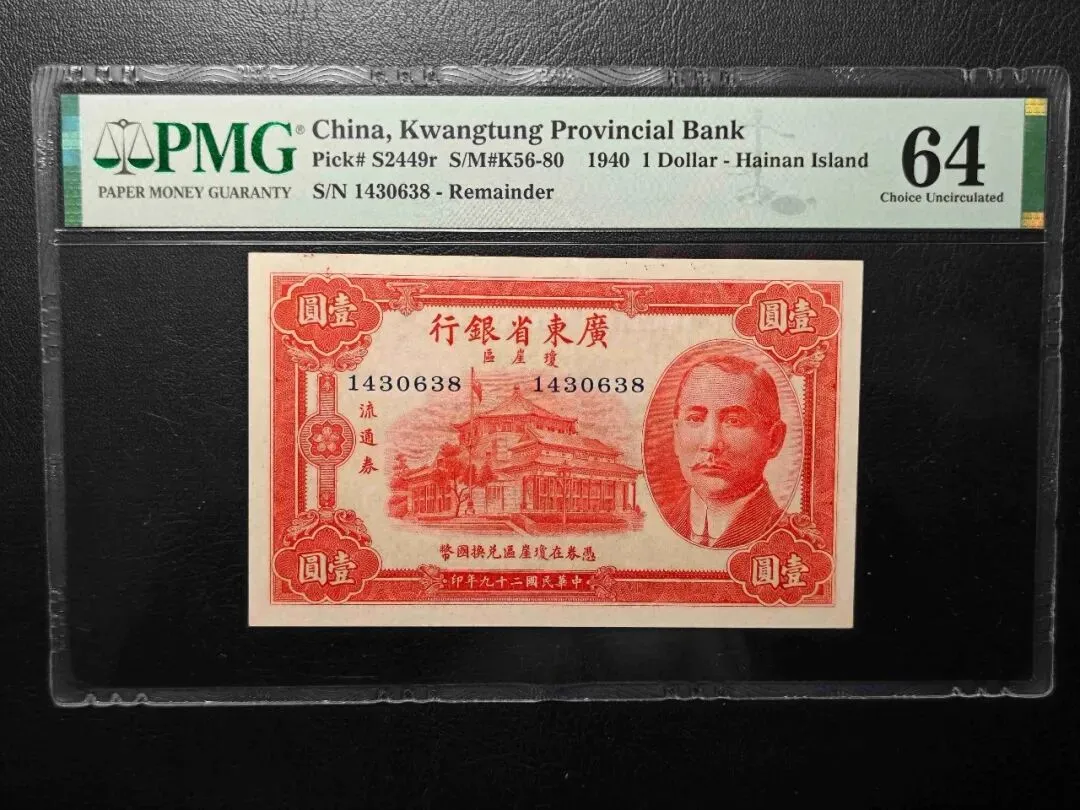 PMG®
PAPER MONEY GUARANTY
China, Kwangtung Provincial Bank
Pick# S2449r S/M#K56-80 1940 1 Dollar - Hainan Island
S/N 1430638 - Remainder
64
Choice Uncirculated
圓壹
圓壹
行銀省東廣
區崖瓊
1430638 1430638
流通券
幣國換兌區崖瓊在券憑
圓壹
圓壹
印年九十二國民華中